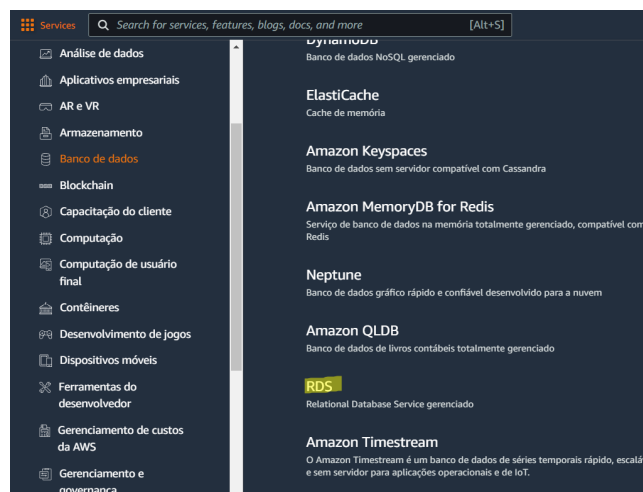 Services
Search for services, features, blogs, docs, and more
[Alt+S]
Análise de dados
Aplicativos empresariais
AR e VR
Armazenamento
Banco de dados
Blockchain
Capacitação do cliente
Computação
Computação de usuário
final
Contêineres
Desenvolvimento de jogos
Dispositivos móveis
Ferramentas do
desenvolvedor
Gerenciamento de custos
da AWS
Gerenciamento e
governança
DynamoDB
Banco de dados NoSQL gerenciado
ElastiCache
Cache de memória
Amazon Keyspaces
Banco de dados sem servidor compatível com Cassandra
Amazon MemoryDB for Redis
Serviço de banco de dados na memória totalmente gerenciado, compatível com
Redis
Neptune
Banco de dados gráfico rápido e confiável desenvolvido para a nuvem
Amazon QLDB
Banco de dados de livros contábeis totalmente gerenciado
RDS
Relational Database Service gerenciado
Amazon Timestream
O Amazon Timestream é um banco de dados de séries temporais rápido,
e sem servidor para aplicações operacionais e de IoT.